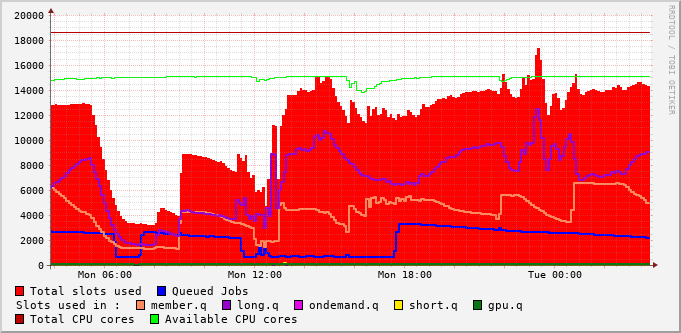 20000
18000
16000
14000
12000
10000
8000
6000
4000
2000
0
Mon 06:00 Mon 12:00 Mon 18:00 Tue 00:00
Total slots used Queued Jobs
Slots used in : member.q long.q ondemand.q short.q gpu.q
Total CPU cores Available CPU cores
RRDTOOL / TOBI OETIKER